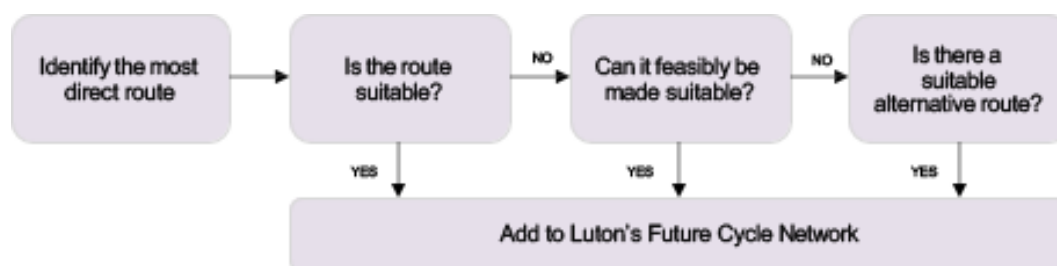 Identify the most
direct route
Is the route
suitable?
NO
Can it feasibly be
made suitable?
NO
Is there a
suitable
alternative route?
YES
YES
YES
Add to Luton's Future Cycle Network